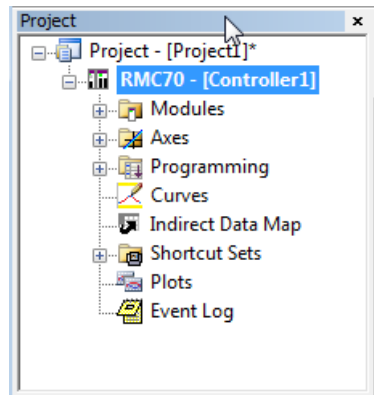 Project
Project - [Project1]*
RMC70 - [Controller1]
Modules
Axes
Programming
Curves
Indirect Data Map
Shortcut Sets
Plots
Event Log